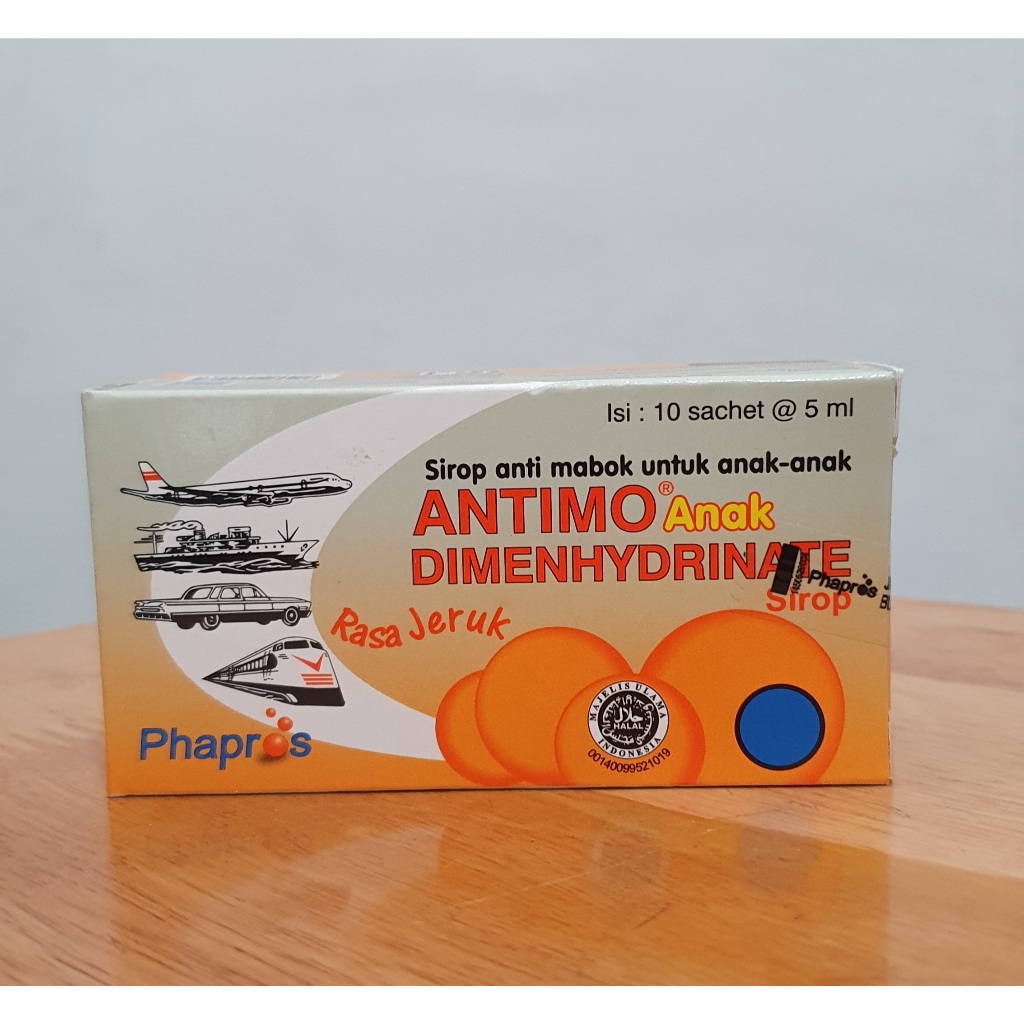 Isi : 10 sachet @ 5 ml
Sirop anti mabok untuk anak-anak
ANTIMO® Anak
DIMENHYDRINATE
Sirop
Phapros
Rasa Jeruk
MAJELIS ULAMA
حلال
HALAL
INDONESIA
00140099521019
Phapros